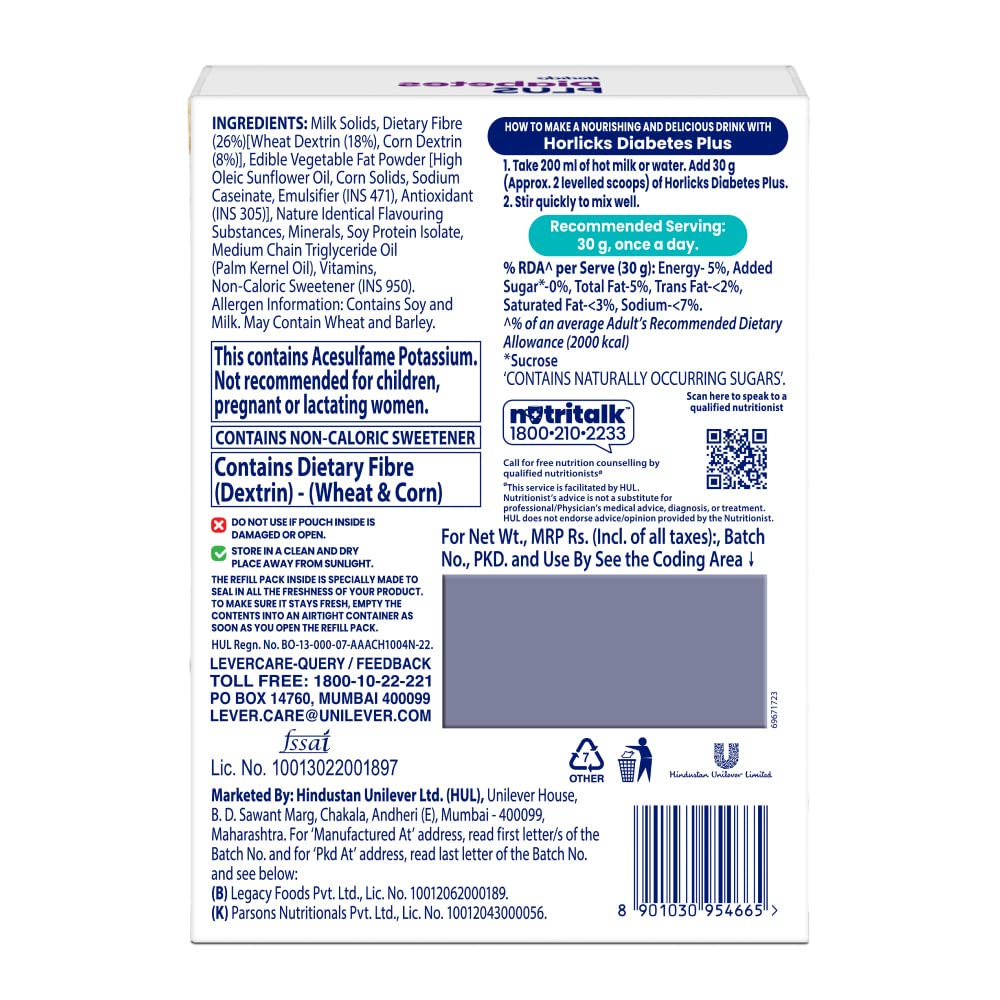 PLUS
Diabetes
Horlicks
INGREDIENTS: Milk Solids, Dietary Fibre
(26%)[Wheat Dextrin (18%), Corn Dextrin
(8%)], Edible Vegetable Fat Powder [High
Oleic Sunflower Oil, Corn Solids, Sodium
Caseinate, Emulsifier (INS 471), Antioxidant
(INS 305)], Nature Identical Flavouring
Substances, Minerals, Soy Protein Isolate,
Medium Chain Triglyceride Oil
(Palm Kernel Oil), Vitamins,
Non-Caloric Sweetener (INS 950).
Allergen Information: Contains Soy and
Milk. May Contain Wheat and Barley.
This contains Acesulfame Potassium.
Not recommended for children,
pregnant or lactating women.
CONTAINS NON-CALORIC SWEETENER
Contains Dietary Fibre
(Dextrin) - (Wheat & Corn)
DO NOT USE IF POUCH INSIDE IS
DAMAGED OR OPEN.
STORE IN A CLEAN AND DRY
PLACE AWAY FROM SUNLIGHT.
THE REFILL PACK INSIDE IS SPECIALLY MADE TO
SEAL IN ALL THE FRESHNESS OF YOUR PRODUCT.
TO MAKE SURE IT STAYS FRESH, EMPTY THE
CONTENTS INTO AN AIRTIGHT CONTAINER AS
SOON AS YOU OPEN THE REFILL PACK.
HUL Regn. No. BO-13-000-07-AAACH1004N-22.
LEVERCARE-QUERY / FEEDBACK
TOLL FREE: 1800-10-22-221
PO BOX 14760, MUMBAI 400099
LEVER.CARE@UNILEVER.COM
fssai
Lic. No. 10013022001897
HOW TO MAKE A NOURISHING AND DELICIOUS DRINK WITH
Horlicks Diabetes Plus
1. Take 200 ml of hot milk or water. Add 30 g
(Approx. 2 levelled scoops) of Horlicks Diabetes Plus.
2. Stir quickly to mix well.
Recommended Serving:
30 g, once a day.
% RDA^ per Serve (30 g): Energy- 5%, Added
Sugar*-0%, Total Fat-5%, Trans Fat-<2%,
Saturated Fat-<3%, Sodium-<7%.
^% of an average Adult's Recommended Dietary
Allowance (2000 kcal)
*Sucrose
'CONTAINS NATURALLY OCCURRING SUGARS'.
Scan here to speak to a
qualified nutritionist
nutritalk™
1800•210•2233
Call for free nutrition counselling by
qualified nutritionists#
#This service is facilitated by HUL.
Nutritionist's advice is not a substitute for
professional/Physician's medical advice, diagnosis, or treatment.
HUL does not endorse advice/opinion provided by the Nutritionist.
For Net Wt., MRP Rs. (Incl. of all taxes):, Batch
No., PKD. and Use By See the Coding Area ↓
69671723
7
OTHER
Hindustan Unilever Limited
Marketed By: Hindustan Unilever Ltd. (HUL), Unilever House,
B. D. Sawant Marg, Chakala, Andheri (E), Mumbai - 400099,
Maharashtra. For 'Manufactured At' address, read first letter/s of the
Batch No. and for 'Pkd At' address, read last letter of the Batch No.
and see below:
(B) Legacy Foods Pvt. Ltd., Lic. No. 10012062000189.
(K) Parsons Nutritionals Pvt. Ltd., Lic. No. 10012043000056.
8 901030 954665 >